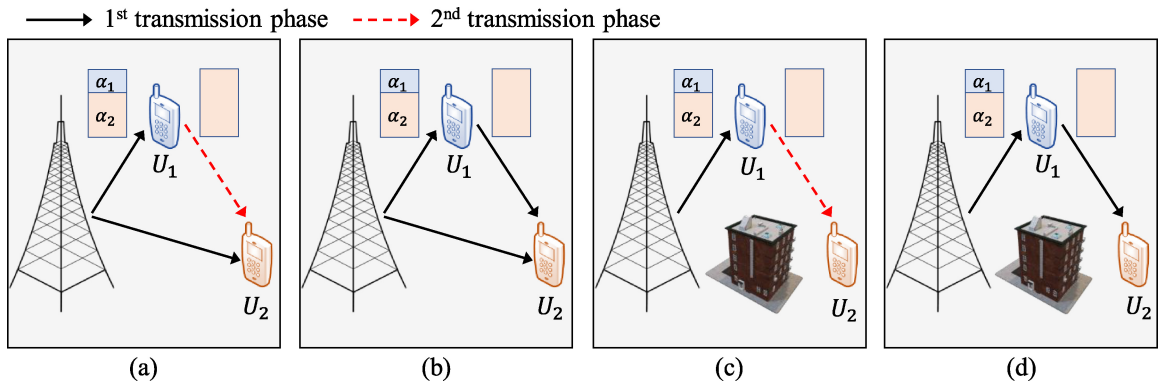 1st transmission phase 2nd transmission phase
α1 α1 α1 α1
α2 α2 α2 α2
U1 U1 U1 U1
U2 U2 U2 U2
(a) (b) (c) (d)